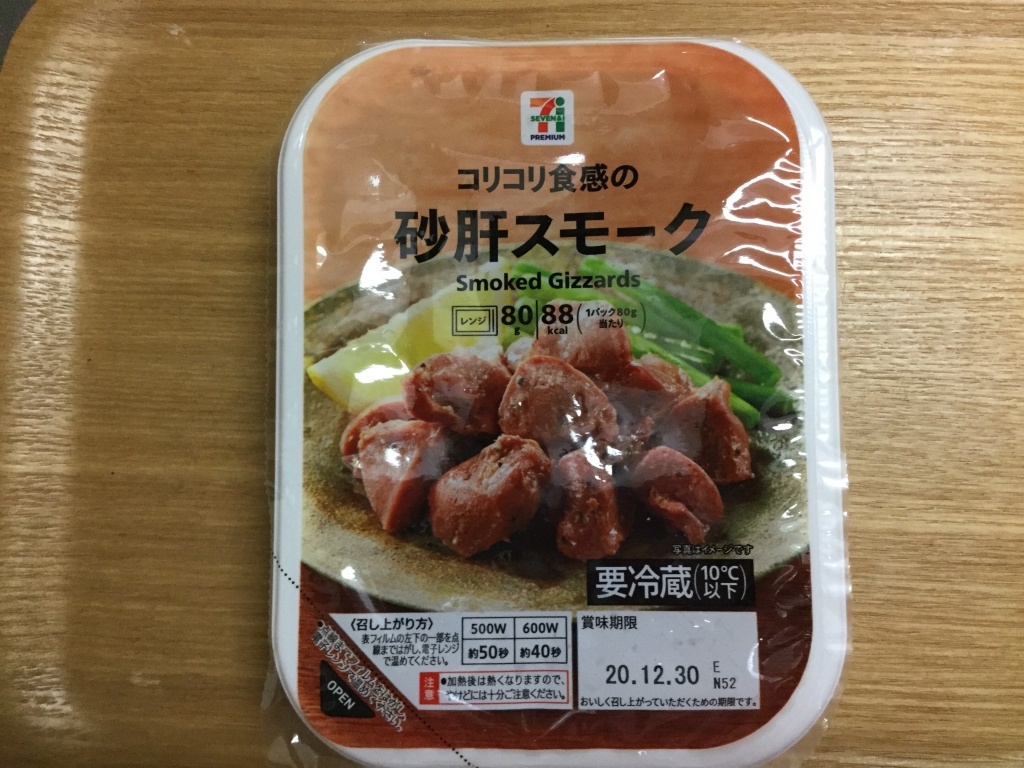 SEVEN&i
PREMIUM
コリコリ食感の
砂肝スモーク
Smoked Gizzards
レンジ 80g 88kcal (1パック80g当たり)
写真はイメージです
要冷蔵(10℃以下)
〈召し上がり方〉
表フィルムの左下の一部を点
線まではがし、電子レンジ
で温めてください。
500W 600W
約50秒 約40秒
注意 ●加熱後は熱くなりますので、
やけどには十分ご注意ください。
賞味期限
20.12.30 E
N52
おいしく召し上がっていただくための期限です。
OPEN